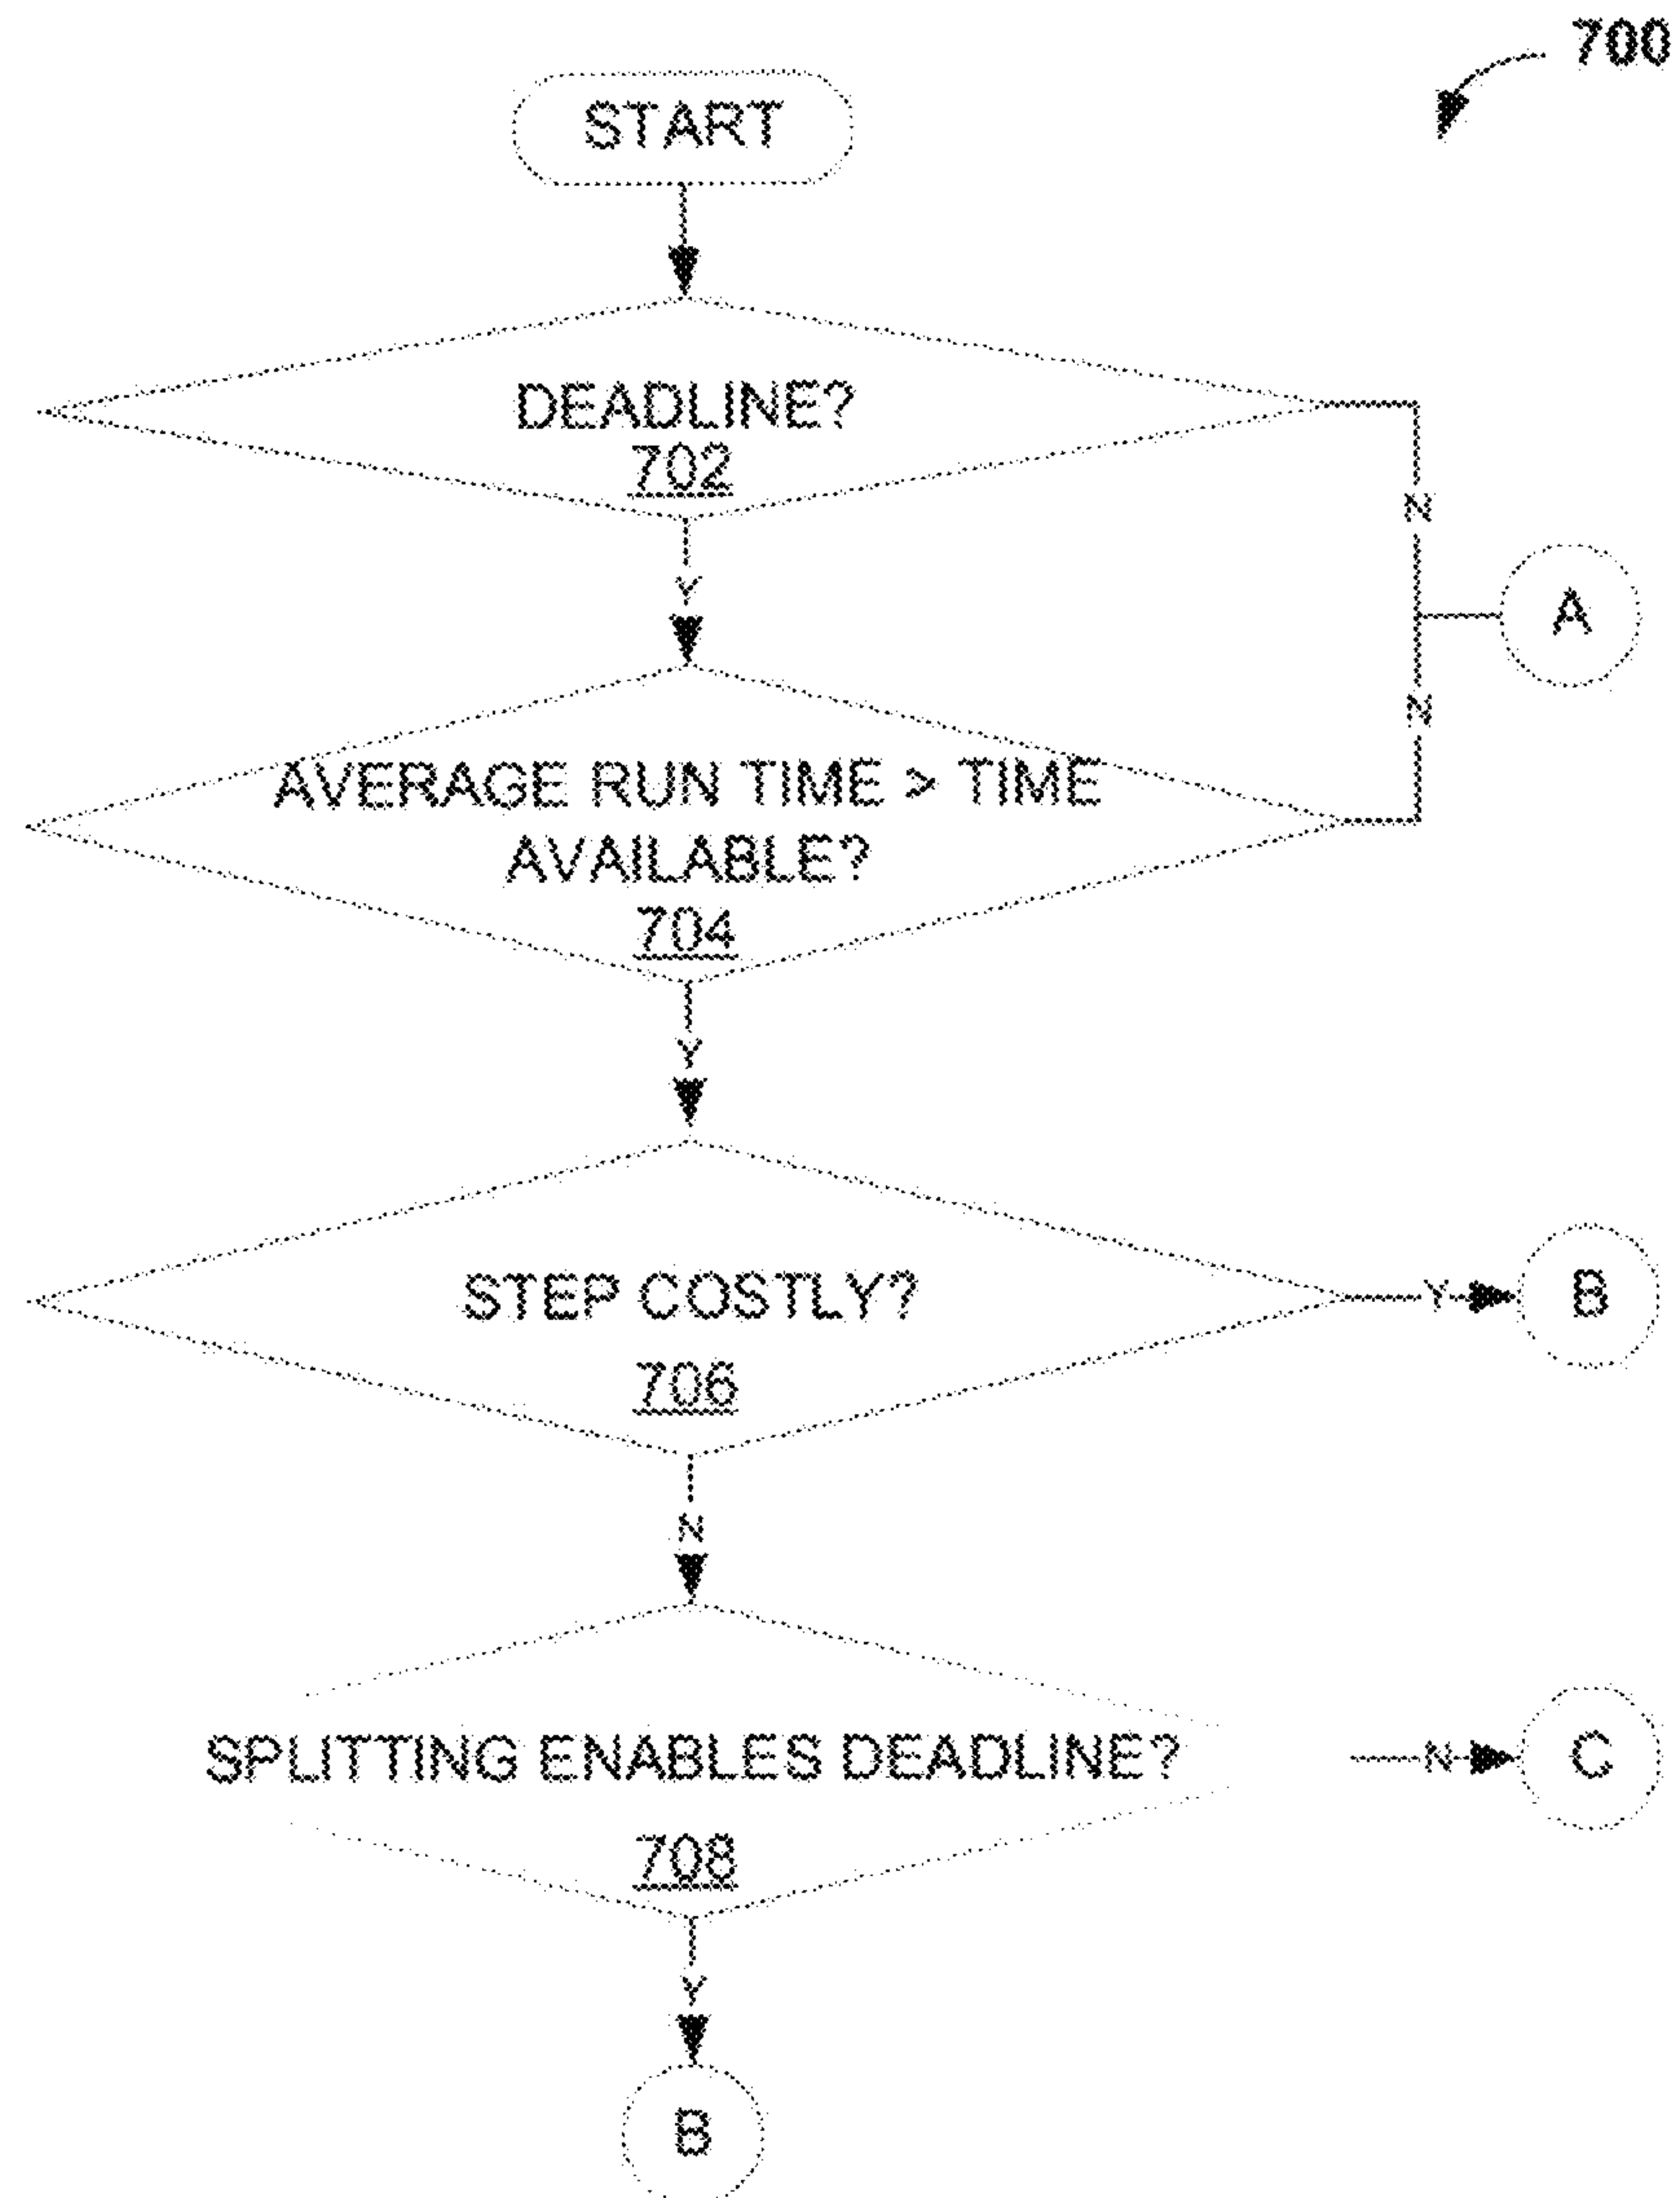 700
START
DEADLINE?
702
N
Y
A
N
AVERAGE RUN TIME > TIME
AVAILABLE?
704
Y
STEP COSTLY?
706
Y
B
N
SPLITTING ENABLES DEADLINE?
708
N
C
Y
B